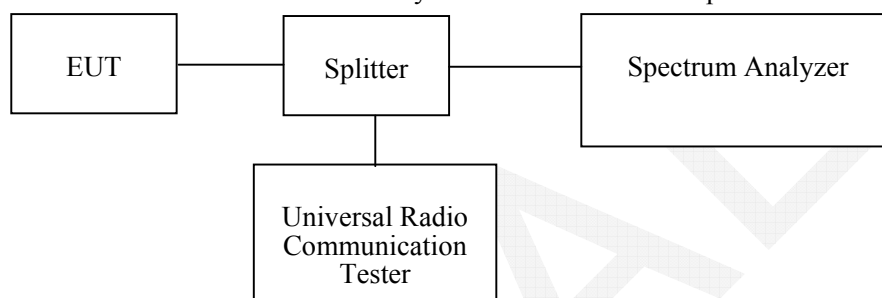 EUT
Splitter
Spectrum Analyzer
Universal Radio
Communication
Tester